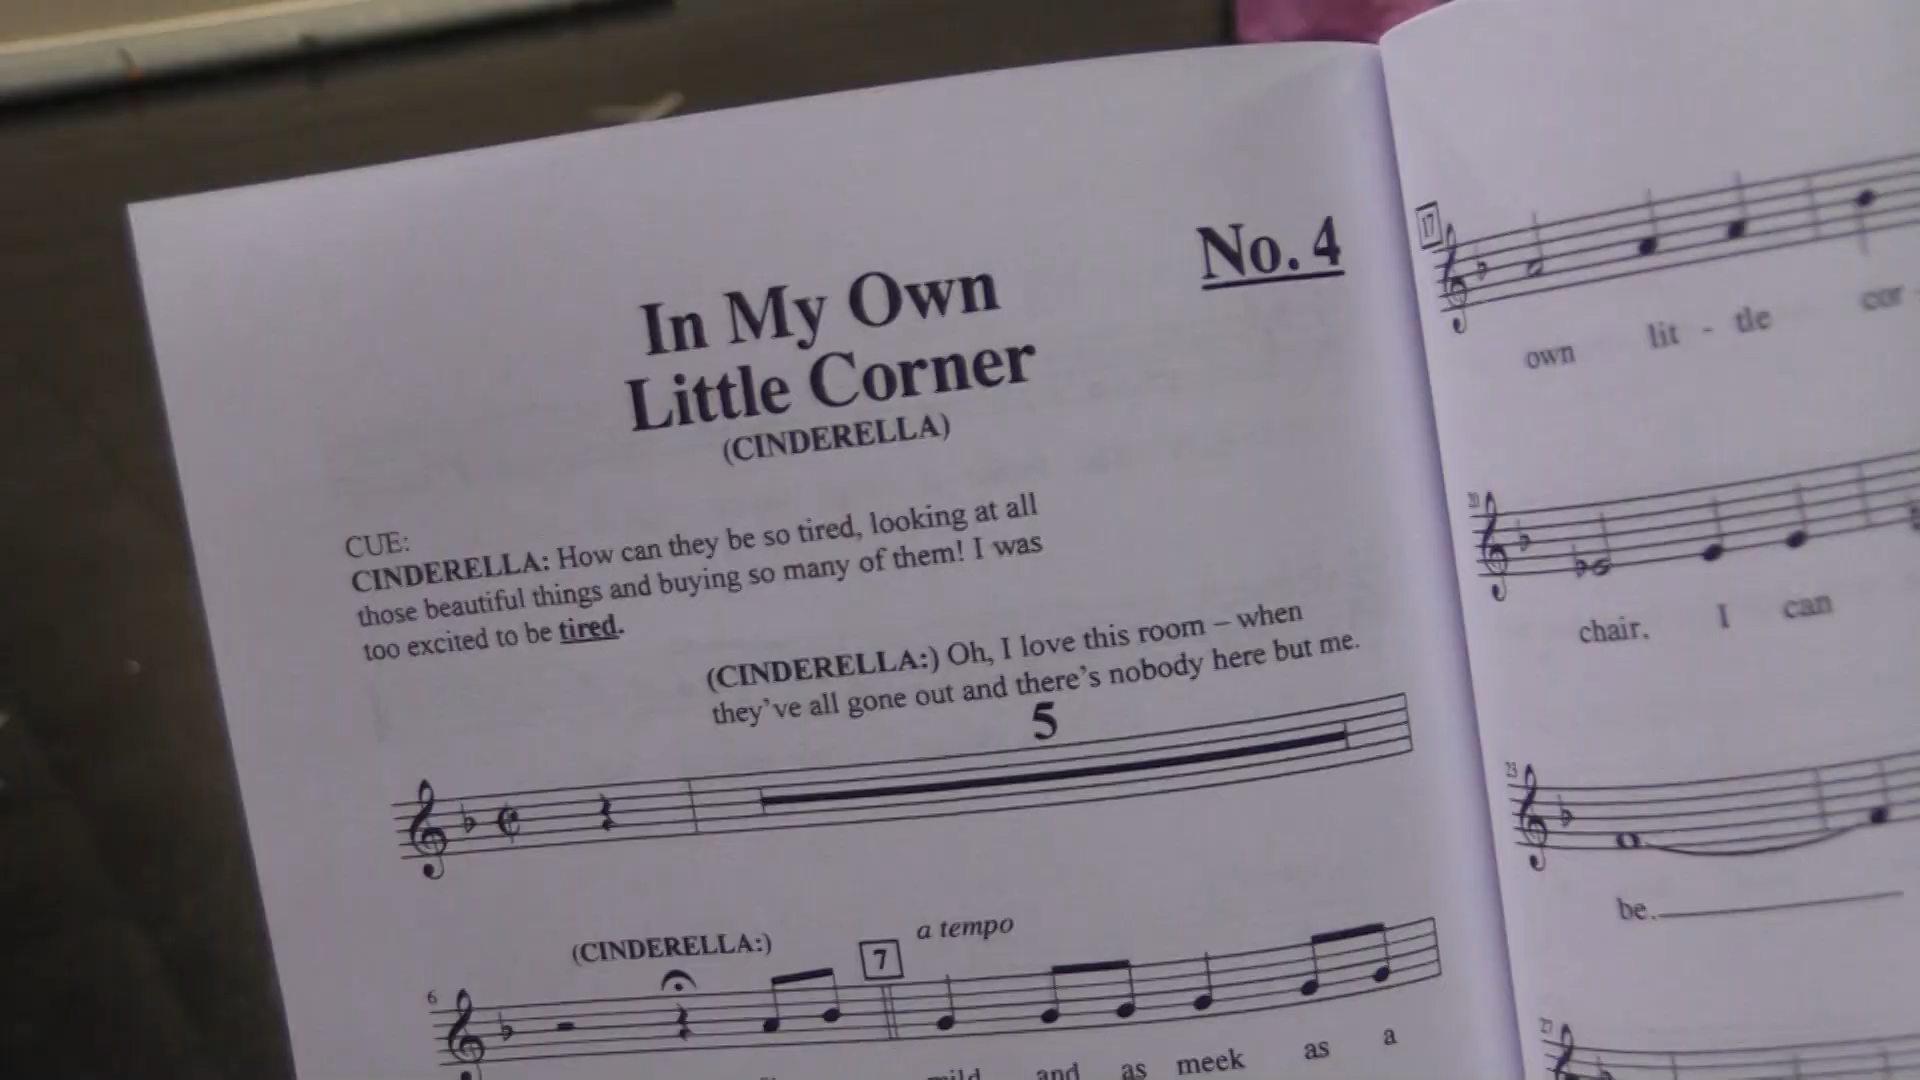 No. 4
In My Own
Little Corner
(CINDERELLA)
CUE:
CINDERELLA: How can they be so tired, looking at all
those beautiful things and buying so many of them! I was
too excited to be tired.
(CINDERELLA:) Oh, I love this room – when
they've all gone out and there's nobody here but me.
5
(CINDERELLA:)
7
a tempo
6
mild and as meek as a
17
own lit - tle cor -
20
chair, I can
23
be.
27